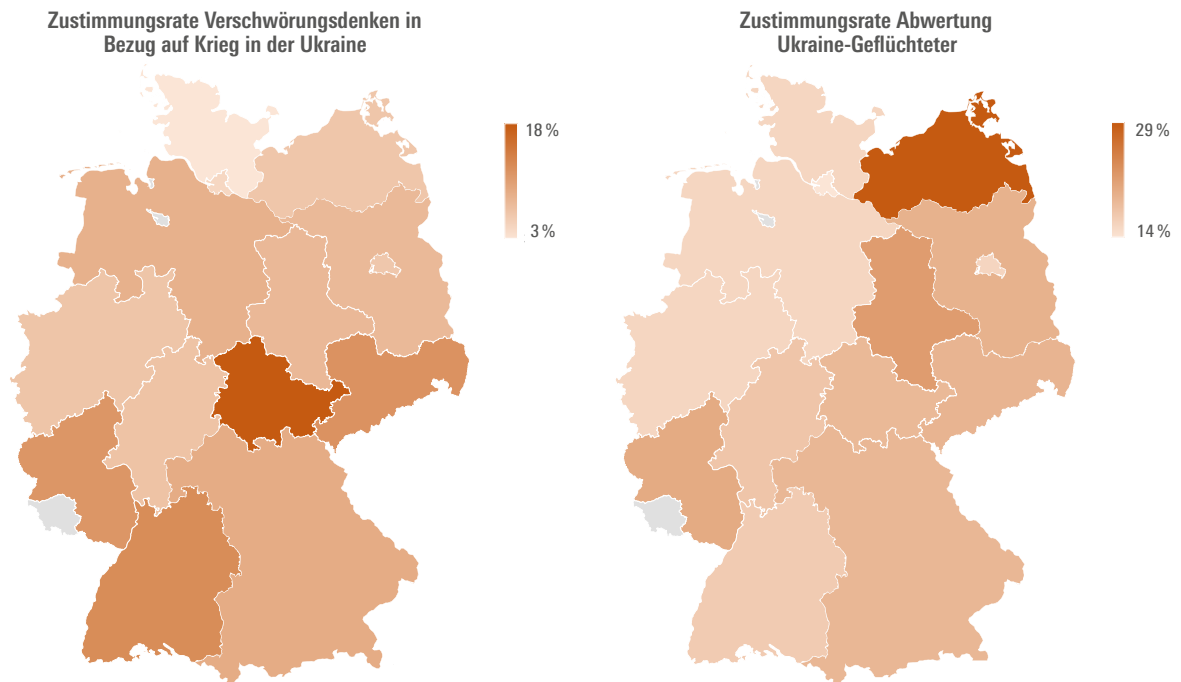 Zustimmungsrate Verschwörungsdenken in
Bezug auf Krieg in der Ukraine
18 %
3 %
Zustimmungsrate Abwertung
Ukraine-Geflüchteter
29 %
14 %